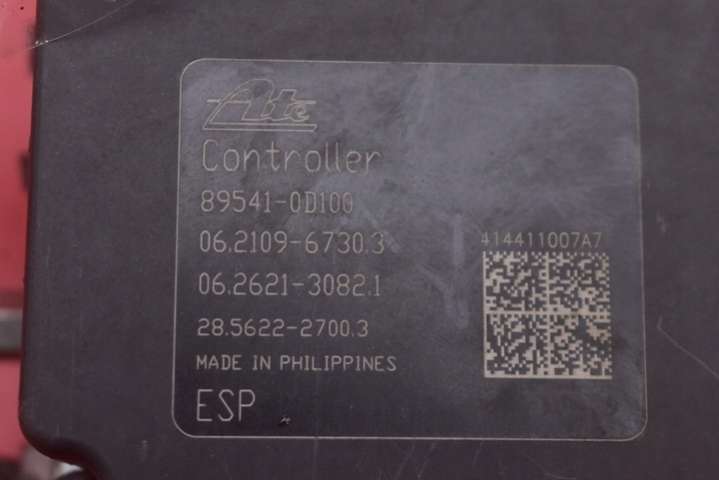 Ate
Controller
89541-0D100
06.2109-6730.3
06.2621-3082.1
28.5622-2700.3
MADE IN PHILIPPINES
ESP
414411007A7